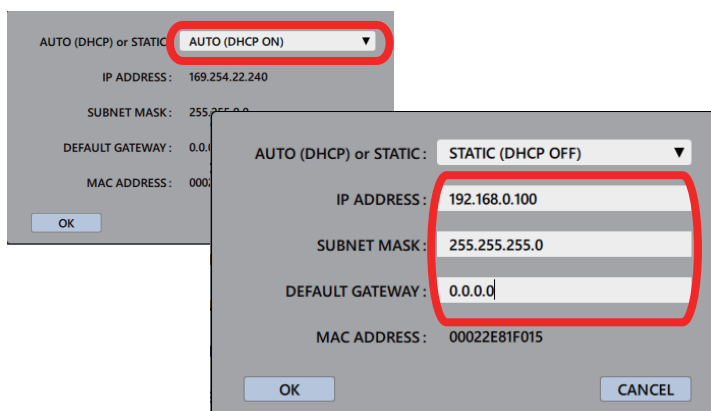 AUTO (DHCP) or STATIC AUTO (DHCP ON) ▼
IP ADDRESS : 169.254.22.240
SUBNET MASK :
DEFAULT GATEWAY :
MAC ADDRESS :
OK
AUTO (DHCP) or STATIC : STATIC (DHCP OFF) ▼
IP ADDRESS : 192.168.0.100
SUBNET MASK : 255.255.255.0
DEFAULT GATEWAY : 0.0.0.0
MAC ADDRESS : 00022E81F015
OK CANCEL